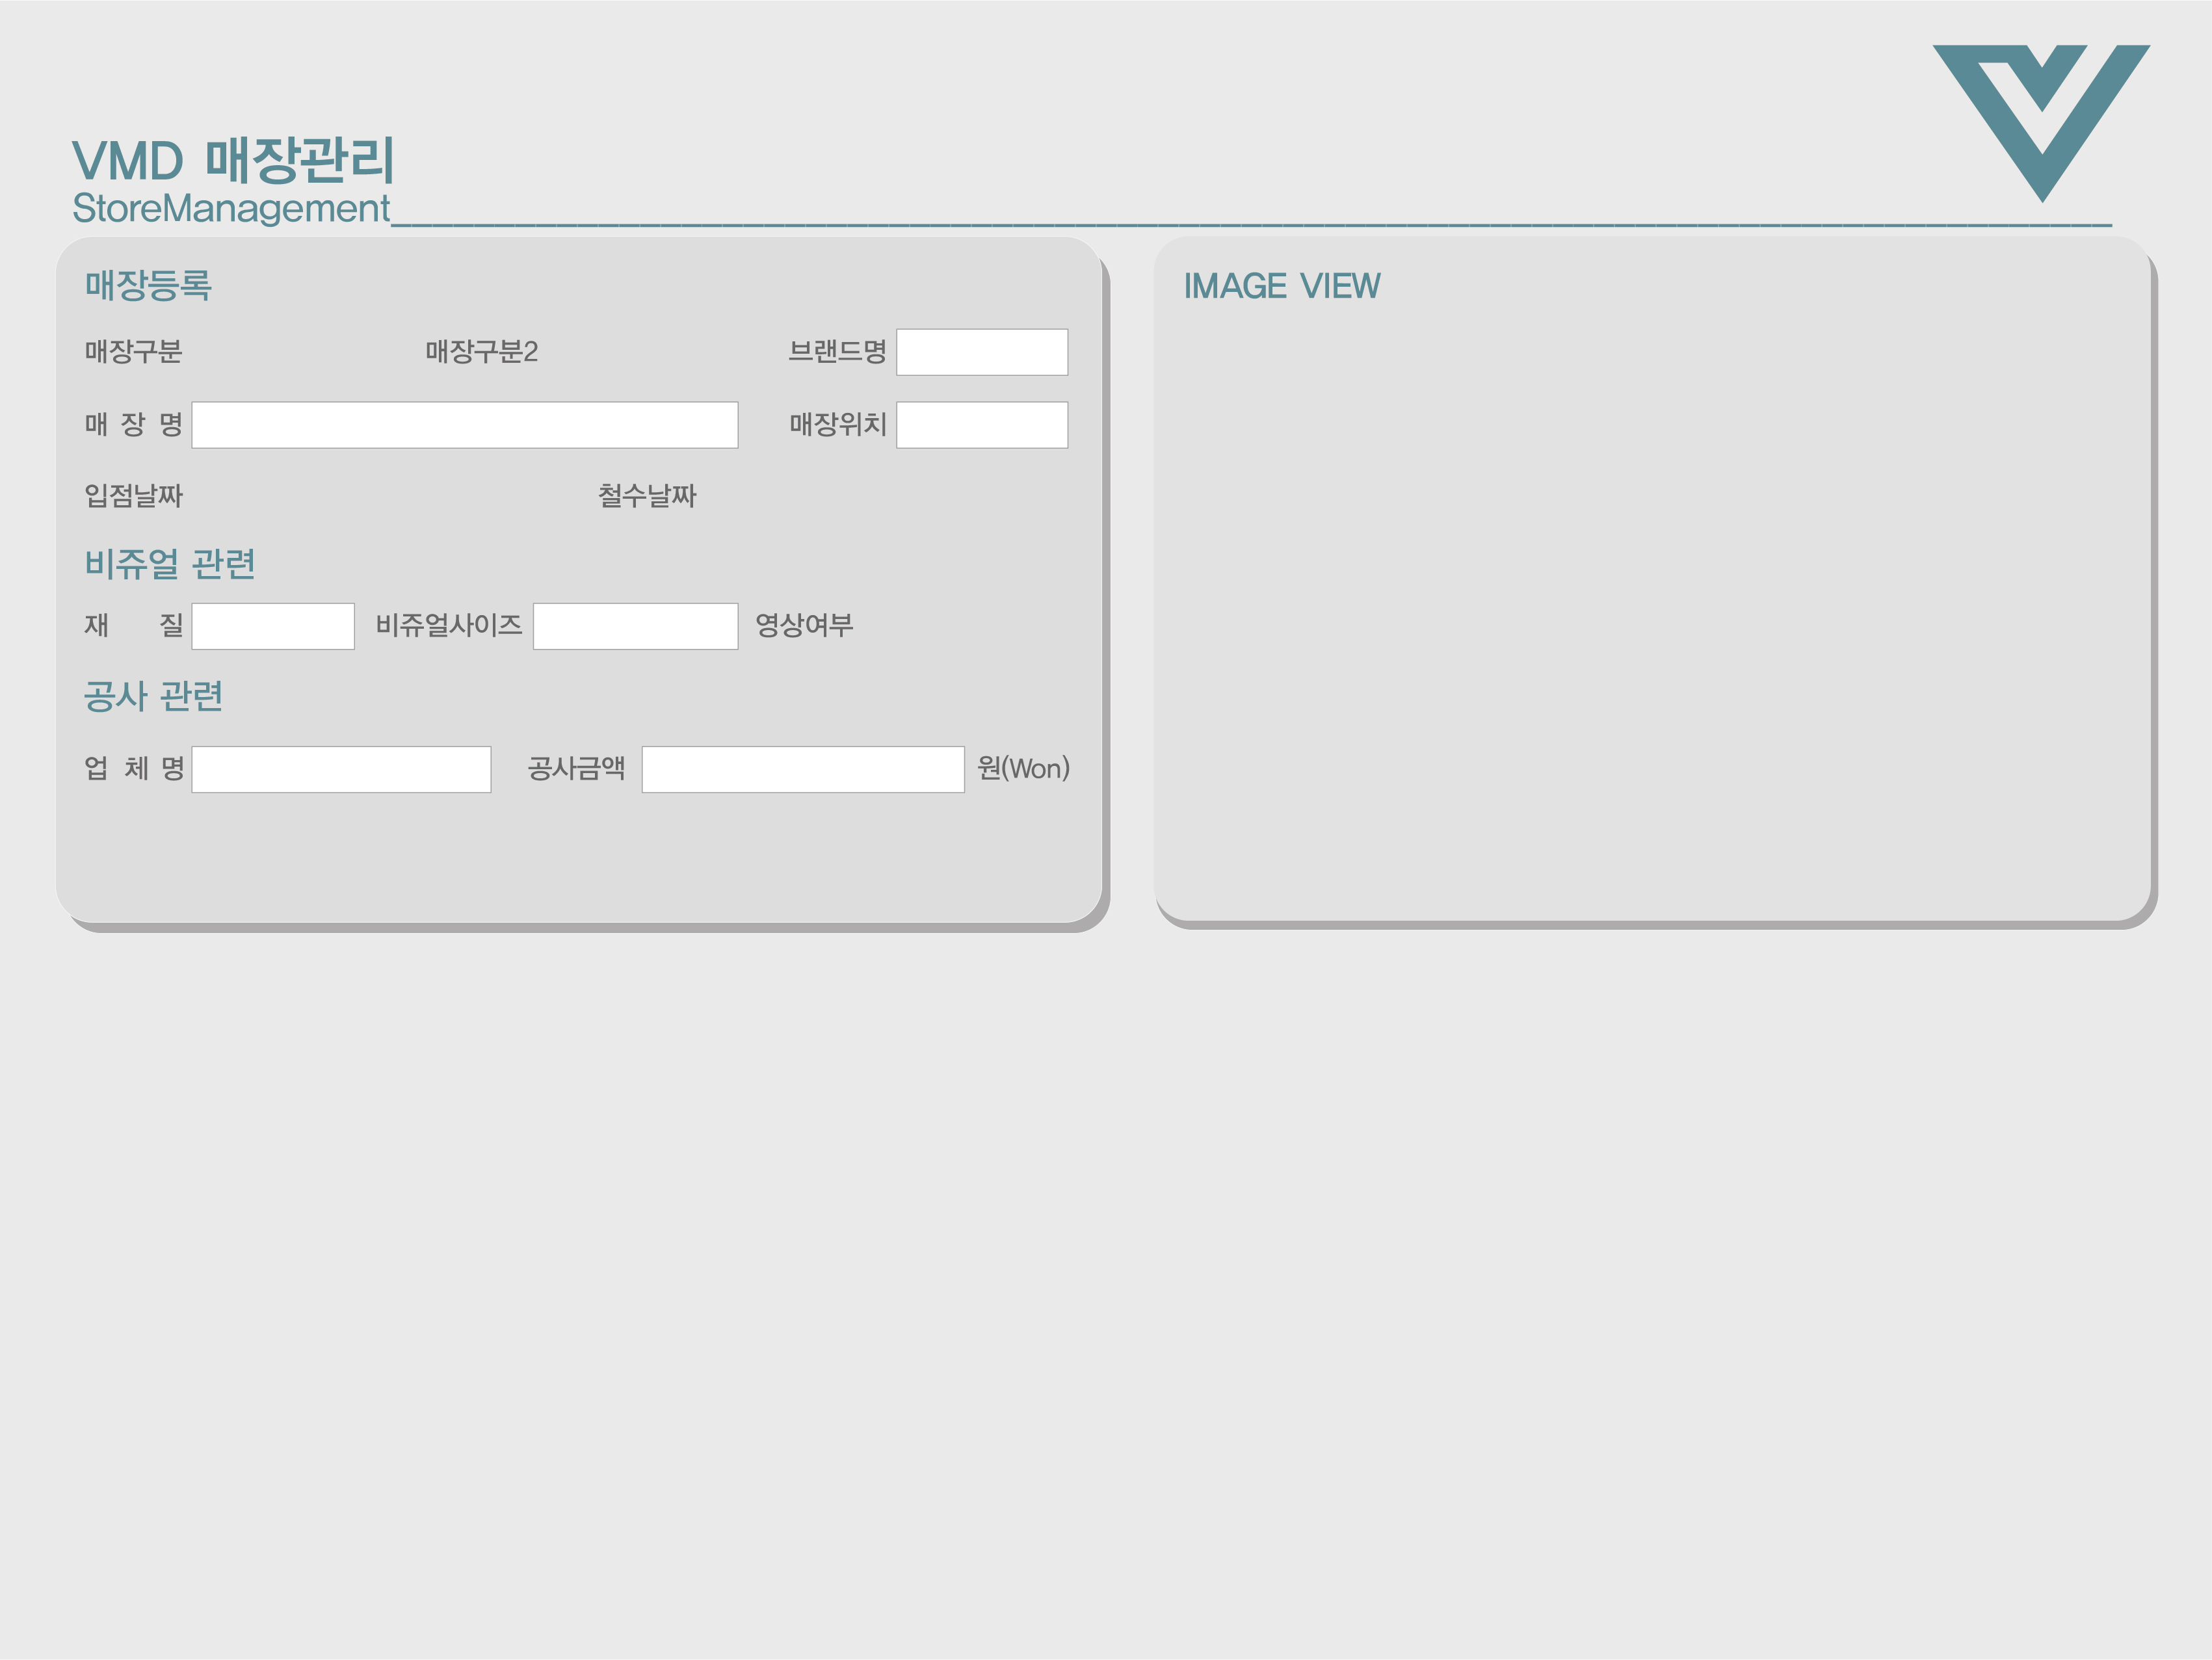 VMD 매장관리
StoreManagement
매장등록
매장구분 매장구분2 브랜드명
매 장 명 매장위치
입점날짜 철수날짜
비쥬얼 관련
재 질 비쥬얼사이즈 영상여부
공사 관련
업 체 명 공사금액 원(Won)
IMAGE VIEW